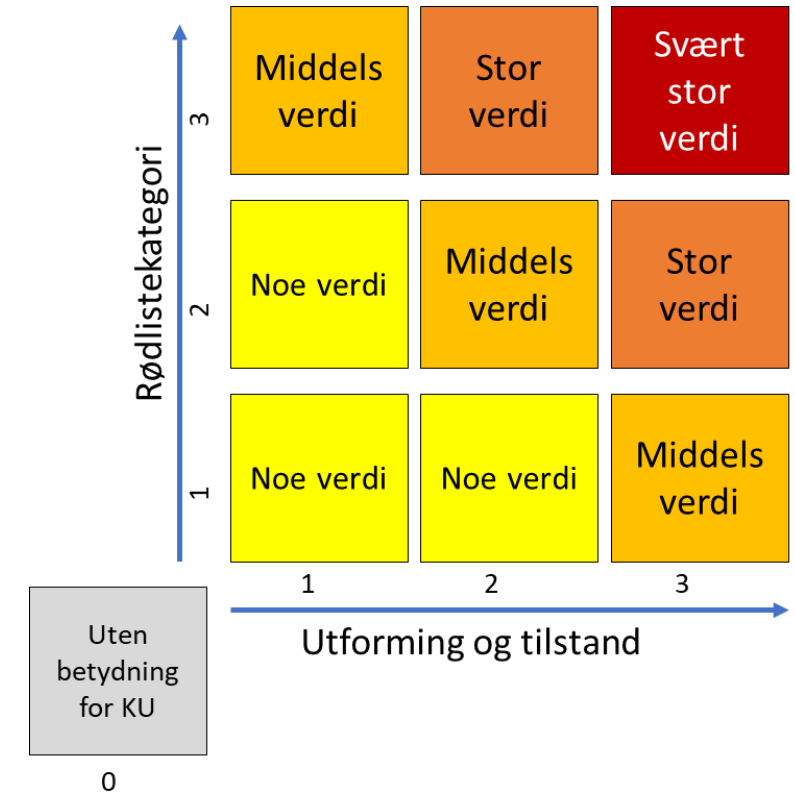 Rødlistekategori
3
Middels
verdi
Stor
verdi
Svært
stor
verdi
2
Noe verdi
Middels
verdi
Stor
verdi
1
Noe verdi
Noe verdi
Middels
verdi
1
2
3
Utforming og tilstand
Uten
betydning
for KU
0